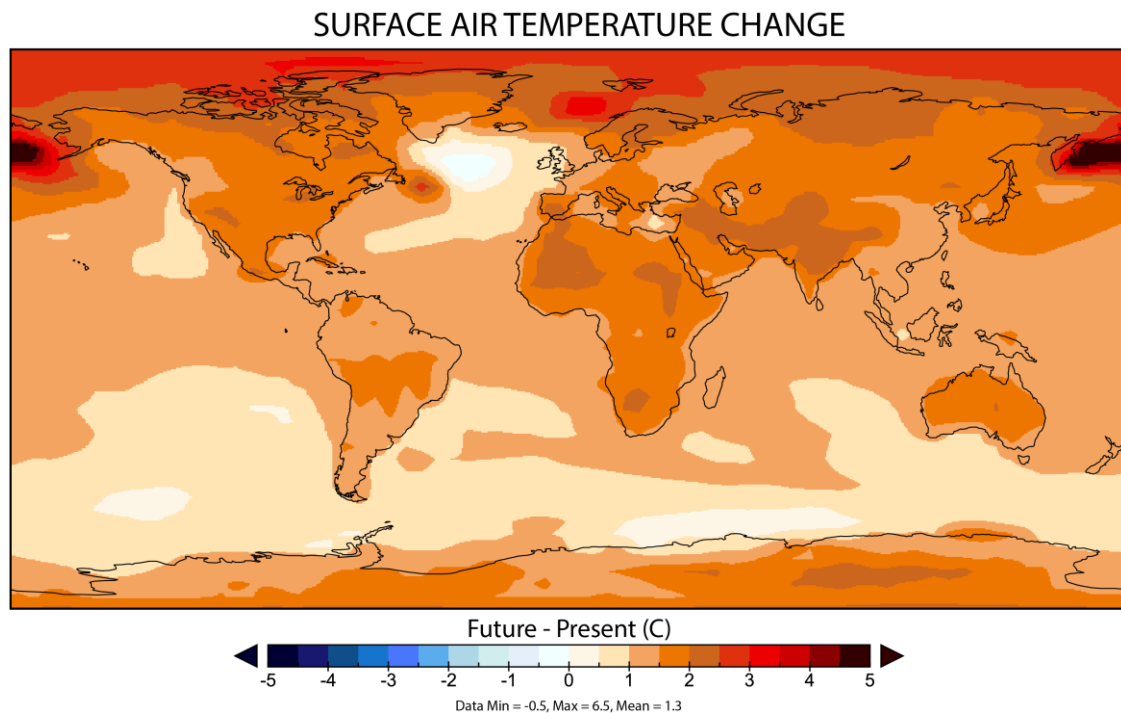 SURFACE AIR TEMPERATURE CHANGE
Future - Present (C)
-5 -4 -3 -2 -1 0 1 2 3 4 5
Data Min = -0.5, Max = 6.5, Mean = 1.3